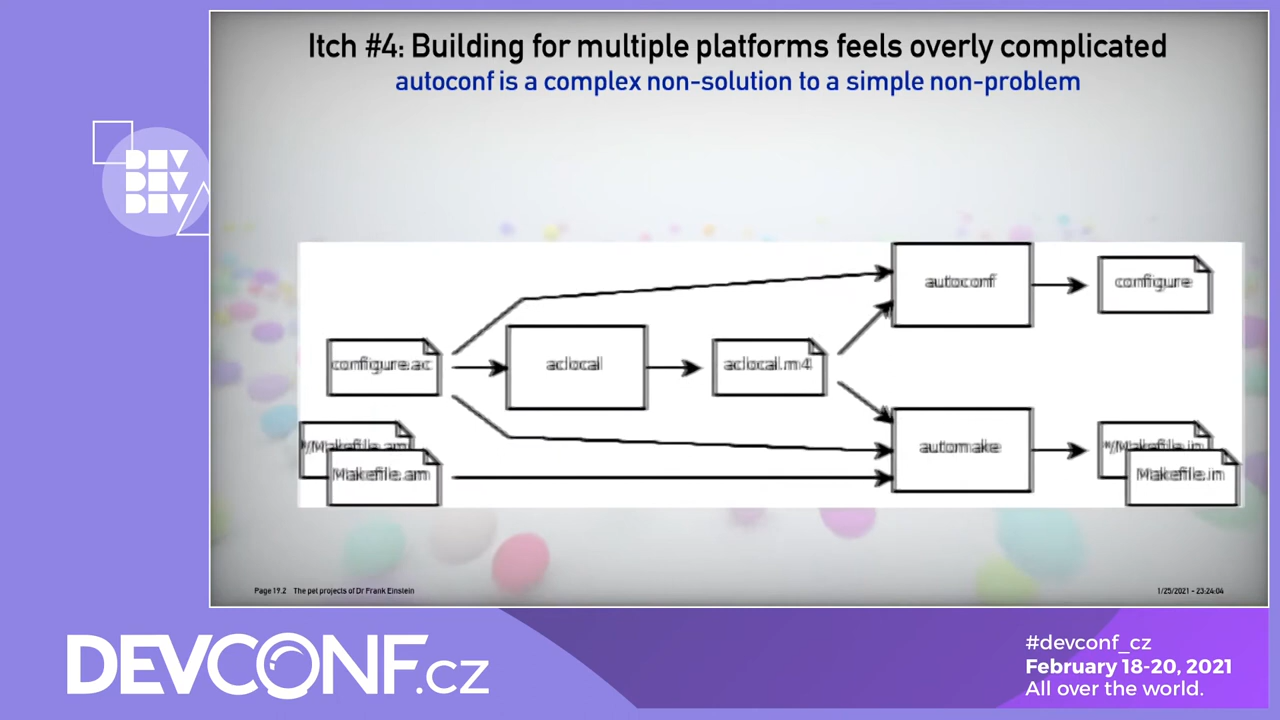 Itch #4: Building for multiple platforms feels overly complicated
autoconf is a complex non-solution to a simple non-problem
DEV
DEV
DEV
autoconf
configure
configure.ac
aclocal
aclocal.m4
*/Makefile.am
Makefile.am
automake
*/Makefile.in
Makefile.in
Page 19.2 The pet projects of Dr Frank Einstein
1/25/2021 - 23:24:04
DEVCONF.cz
#devconf_cz
February 18-20, 2021
All over the world.